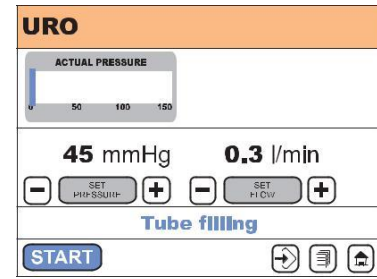 URO
ACTUAL PRESSURE
0 50 100 150
45 mmHg 0.3 l/min
SET PRESSURE SET FLOW
Tube filling
START